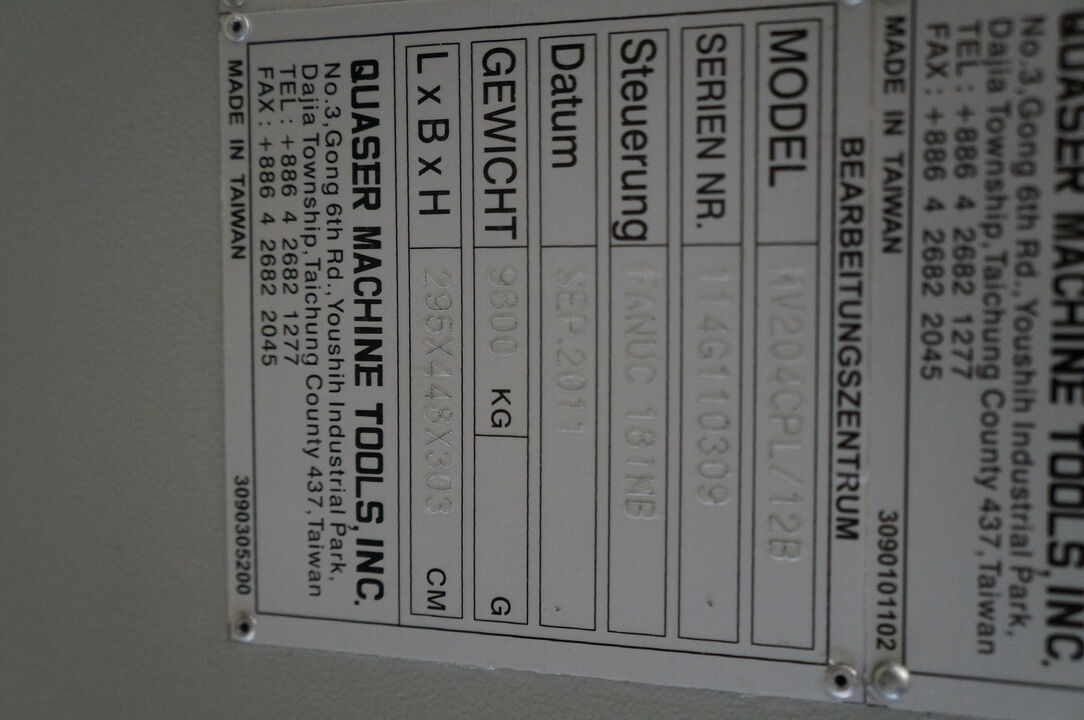 QUASER MACHINE TOOLS, INC.
No.3,Gong 6th Rd.,Youshih Industrial Park,
Dajia Township,Taichung County 437,Taiwan
TEL : +886 4 2682 1277
FAX : +886 4 2682 2045
MADE IN TAIWAN 3090101102
BEARBEITUNGSZENTRUM
MODEL MV204CPL/12B
SERIEN NR. 114G110309
Steuerung FANUC 18iMB
Datum SEP.2011
GEWICHT 9800 KG G
L x B x H 295X448X303 CM
QUASER MACHINE TOOLS, INC.
No.3,Gong 6th Rd.,Youshih Industrial Park,
Dajia Township,Taichung County 437,Taiwan
TEL : +886 4 2682 1277
FAX : +886 4 2682 2045
MADE IN TAIWAN 3090305200